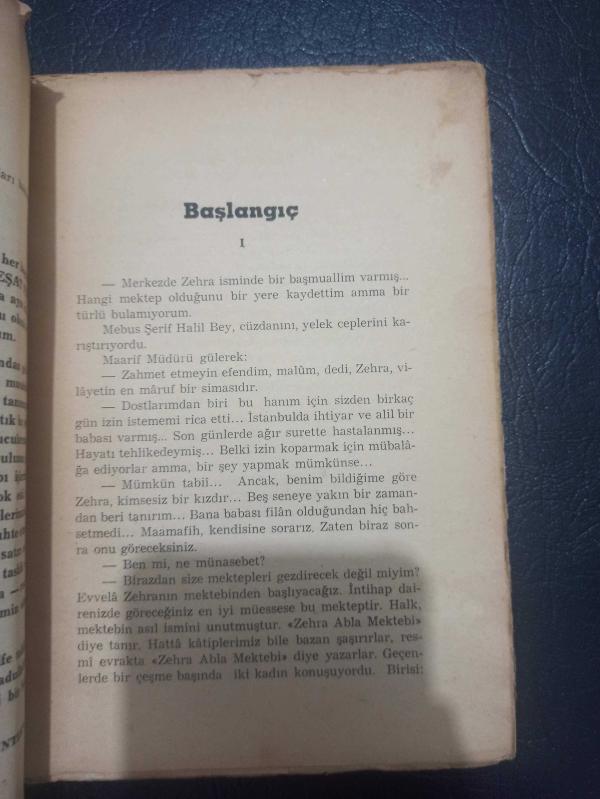 Başlangıç
I
— Merkezde Zehra isminde bir başmuallim varmış...
Hangi mektep olduğunu bir yere kaydettim amma bir
türlü bulamıyorum.
Mebus Şerif Halil Bey, cüzdanını, yelek ceplerini ka-
rıştırıyordu.
Maarif Müdürü gülerek:
— Zahmet etmeyin efendim, malûm, dedi, Zehra, vi-
lâyetin en mâruf bir simasıdır.
— Dostlarımdan biri bu hanım için sizden birkaç
gün izin istememi rica etti... İstanbulda ihtiyar ve alil bir
babası varmış... Son günlerde ağır surette hastalanmış...
Hayatı tehlikedeymiş... Belki izin koparmak için mübalâ-
ğa ediyorlar amma, bir şey yapmak mümkünse...
— Mümkün tabiî... Ancak, benim bildiğime göre
Zehra, kimsesiz bir kızdır... Beş seneye yakın bir zaman-
dan beri tanırım... Bana babası filân olduğundan hiç bah-
setmedi... Maamafih, kendisine sorarız. Zaten biraz son-
ra onu göreceksiniz.
— Ben mi, ne münasebet?
— Birazdan size mektepleri gezdirecek değil miyim?
Evvelâ Zehranın mektebinden başlıyacağız. İntihap dai-
renizde göreceğiniz en iyi müessese bu mekteptir. Halk,
mektebin asıl ismini unutmuştur. «Zehra Abla Mektebi»
diye tanır. Hattâ kâtiplerimiz bile bazan şaşırırlar, res-
mî evrakta «Zehra Abla Mektebi» diye yazarlar. Geçen-
lerde bir çeşme başında iki kadın konuşuyordu. Birisi: